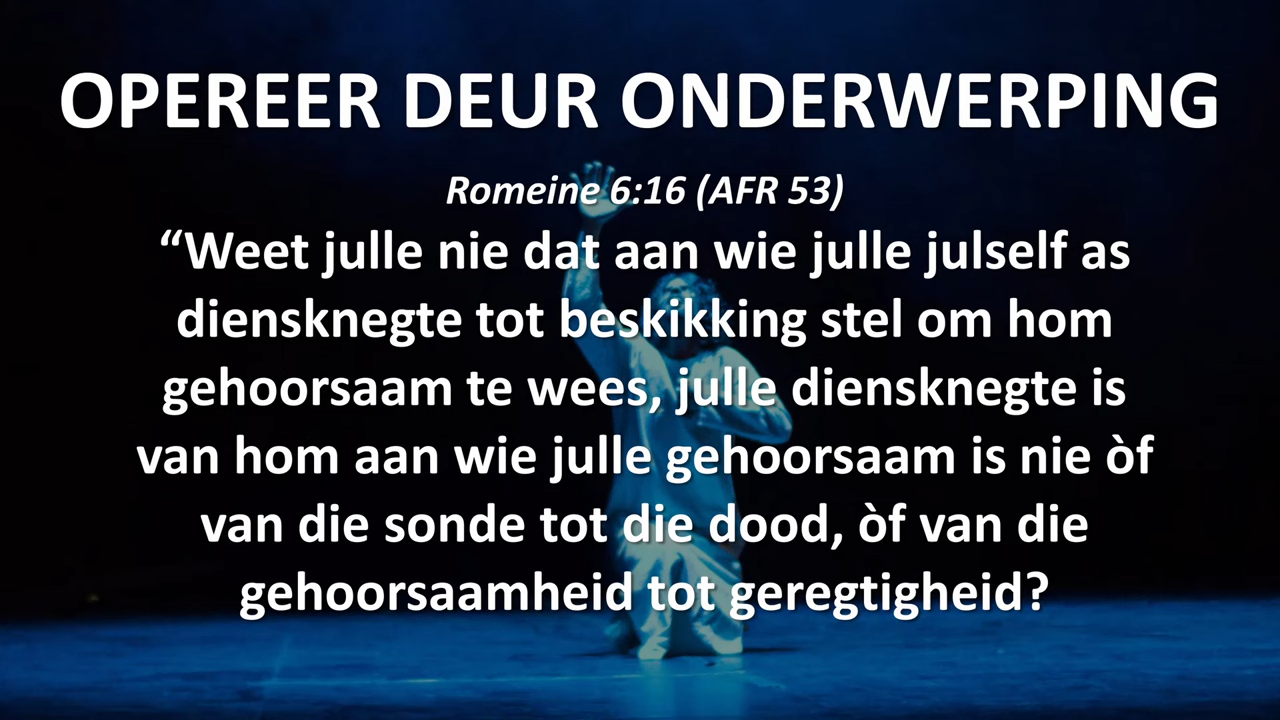 OPEREER DEUR ONDERWERPING
Romeine 6:16 (AFR 53)
“Weet julle nie dat aan wie julle julself as
diensknegte tot beskikking stel om hom
gehoorsaam te wees, julle diensknegte is
van hom aan wie julle gehoorsaam is nie òf
van die sonde tot die dood, òf van die
gehoorsaamheid tot geregtigheid?